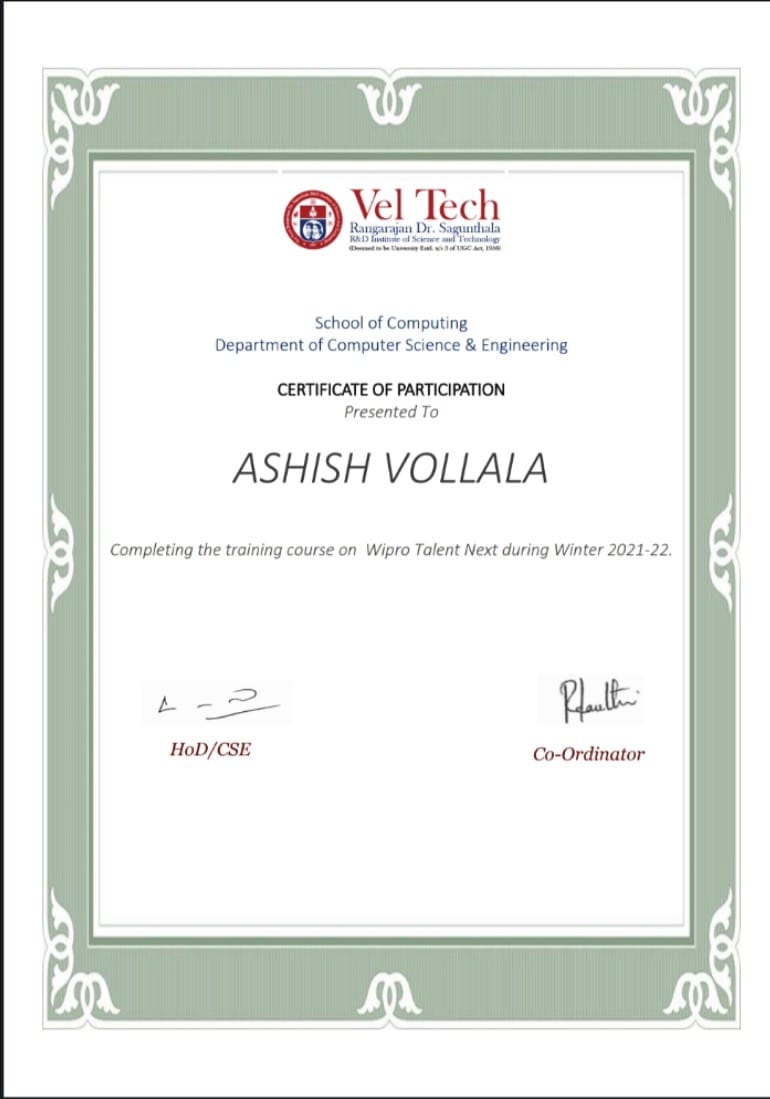 Vel Tech
Rangarajan Dr. Sagunthala
R&D Institute of Science and Technology
(Deemed to be University Estd. u/s 3 of UGC Act, 1956)
School of Computing
Department of Computer Science & Engineering
CERTIFICATE OF PARTICIPATION
Presented To
ASHISH VOLLALA
Completing the training course on Wipro Talent Next during Winter 2021-22.
HoD/CSE
Co-Ordinator